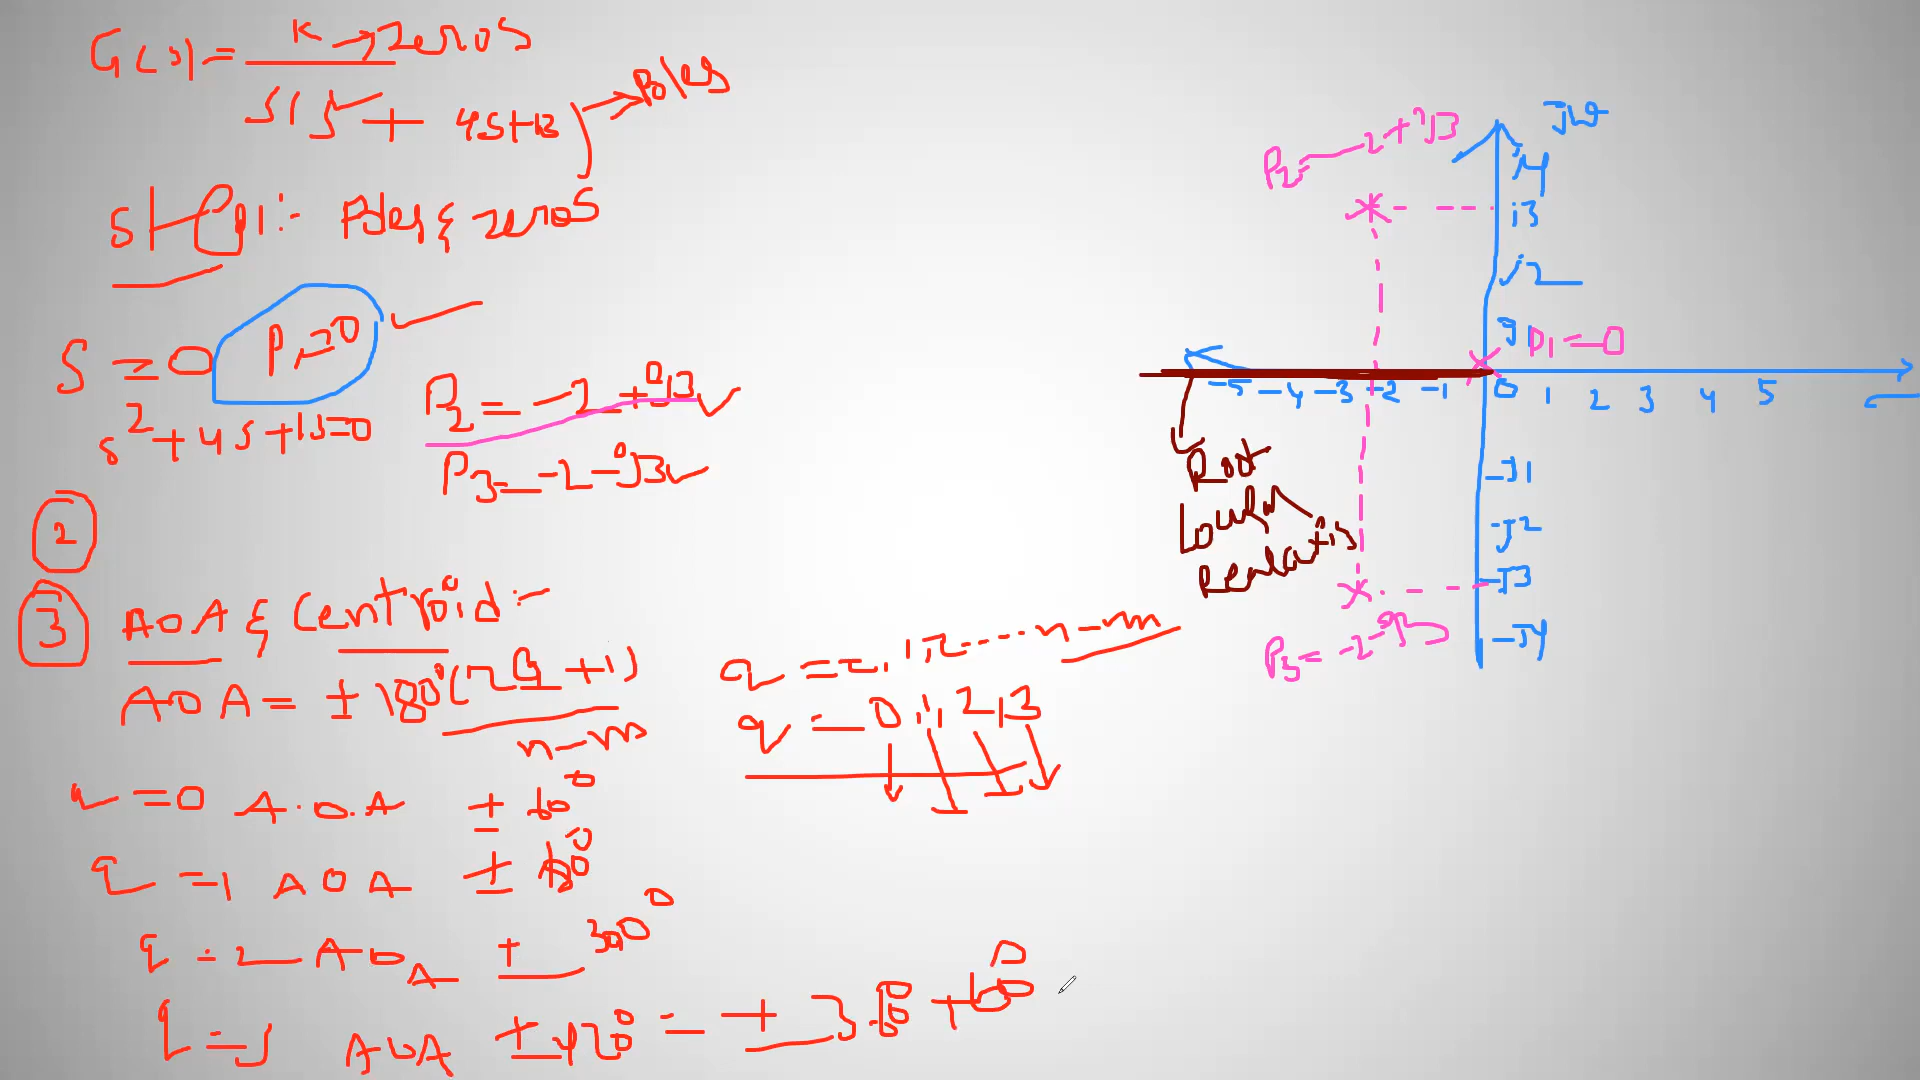 G(s) = K → zeros
s(s² + 4s+13) → Poles
Step 1:- Poles & zeros
S = 0 P1=0
s²+4s+13=0
P2 = -2+j3
P3 = -2-j3
2
3 AOA & Centroid:-
AOA = ± 180°(2q+1)
n-m
q = 0, 1, 2 ---- n-m
q = 0, 1, 2, 3
q = 0 A.O.A ± 60°
q = 1 AOA ± 180°
q = 2 AOA ± 300°
q = 3 AOA ± 420° = ± 360 + 60°
jω
P2 = -2+j3
j4
j3
j2
j1 P1=0
-5 -4 -3 -2 -1 0 1 2 3 4 5
-J1
-J2
-J3
-J4
Root
Locus
Real axis
P3 = -2-j3